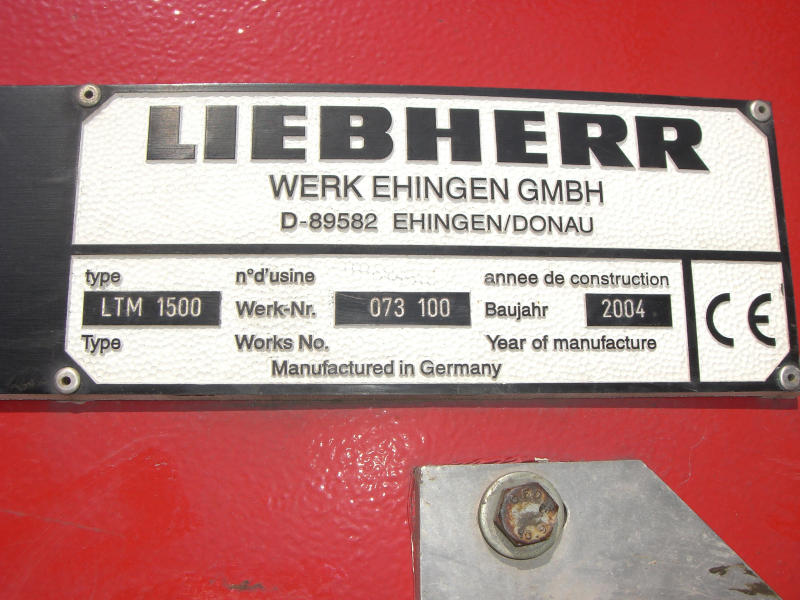 LIEBHERR
WERK EHINGEN GMBH
D-89582 EHINGEN/DONAU
type n°d'usine annee de construction
LTM 1500 Werk-Nr. 073 100 Baujahr 2004
Type Works No. Year of manufacture
Manufactured in Germany
CE